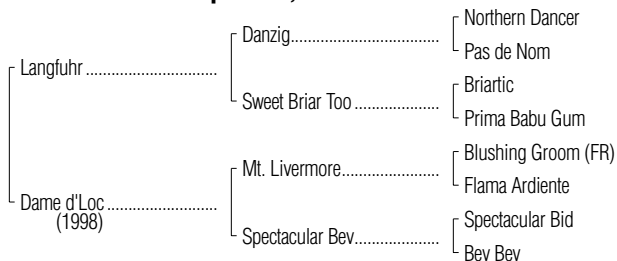 Northern Dancer
Danzig
Pas de Nom
Langfuhr
Briartic
Sweet Briar Too
Prima Babu Gum
Blushing Groom (FR)
Mt. Livermore
Flama Ardiente
Dame d'Loc
(1998)
Spectacular Bid
Spectacular Bev
Bev Bev